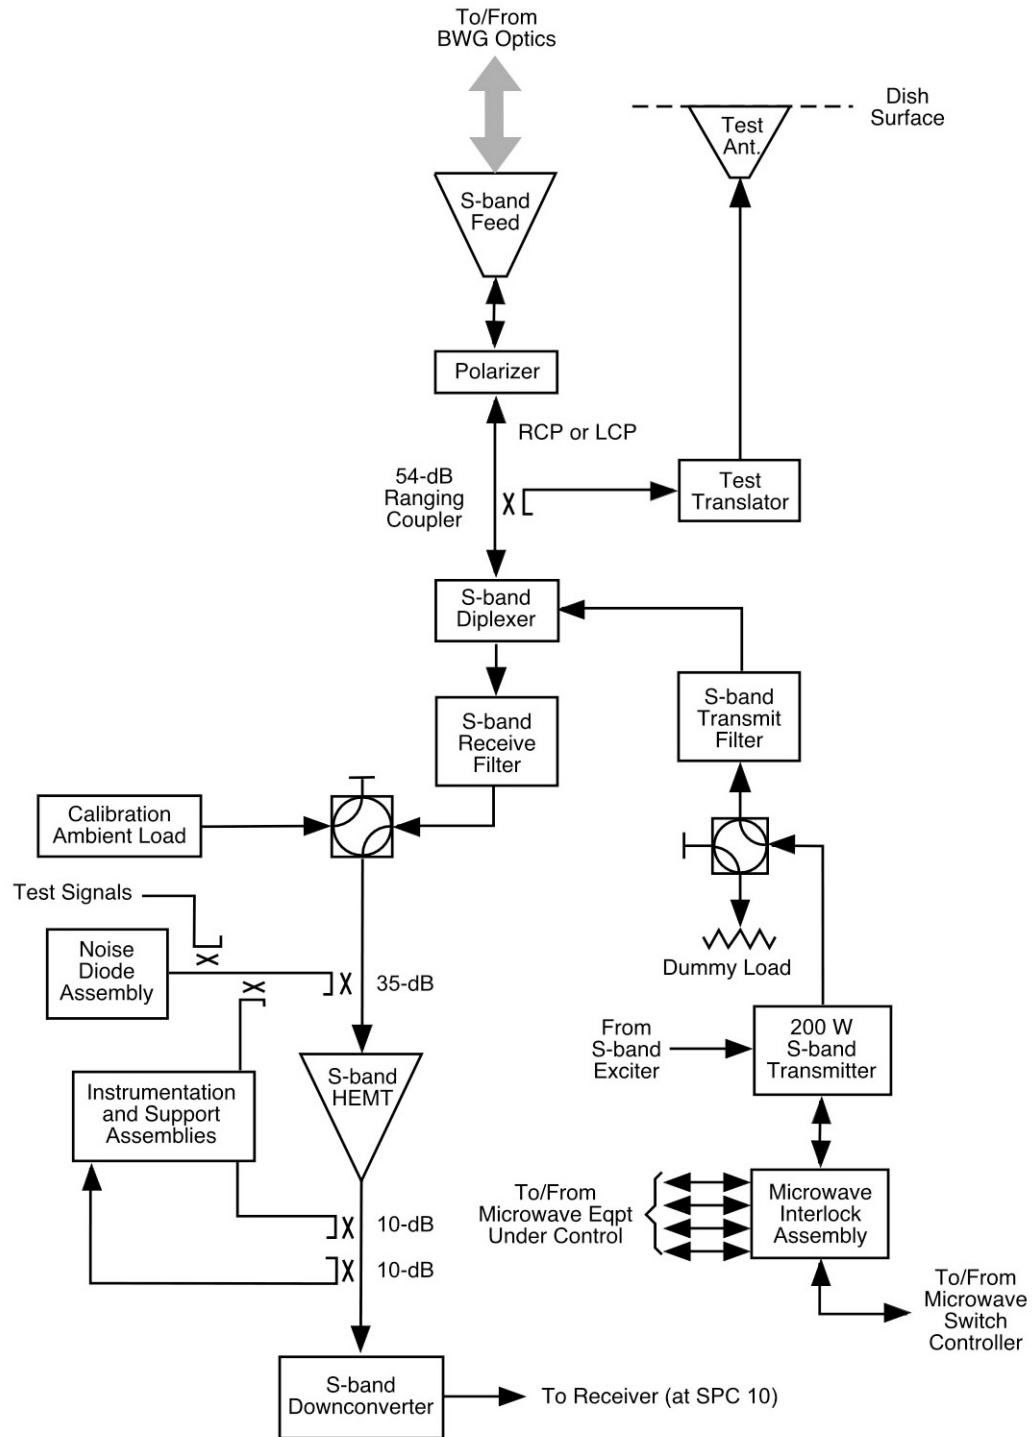 To/From
BWG Optics
Dish
Surface
Test
Ant.
S-band
Feed
Polarizer
RCP or LCP
54-dB
Ranging
Coupler
Test
Translator
S-band
Diplexer
S-band
Receive
Filter
S-band
Transmit
Filter
Calibration
Ambient Load
Test Signals
Noise
Diode
Assembly
35-dB
Dummy Load
From
S-band
Exciter
200 W
S-band
Transmitter
S-band
HEMT
Instrumentation
and Support
Assemblies
10-dB
10-dB
To/From
Microwave Eqpt
Under Control
Microwave
Interlock
Assembly
To/From
Microwave
Switch
Controller
S-band
Downconverter
To Receiver (at SPC 10)